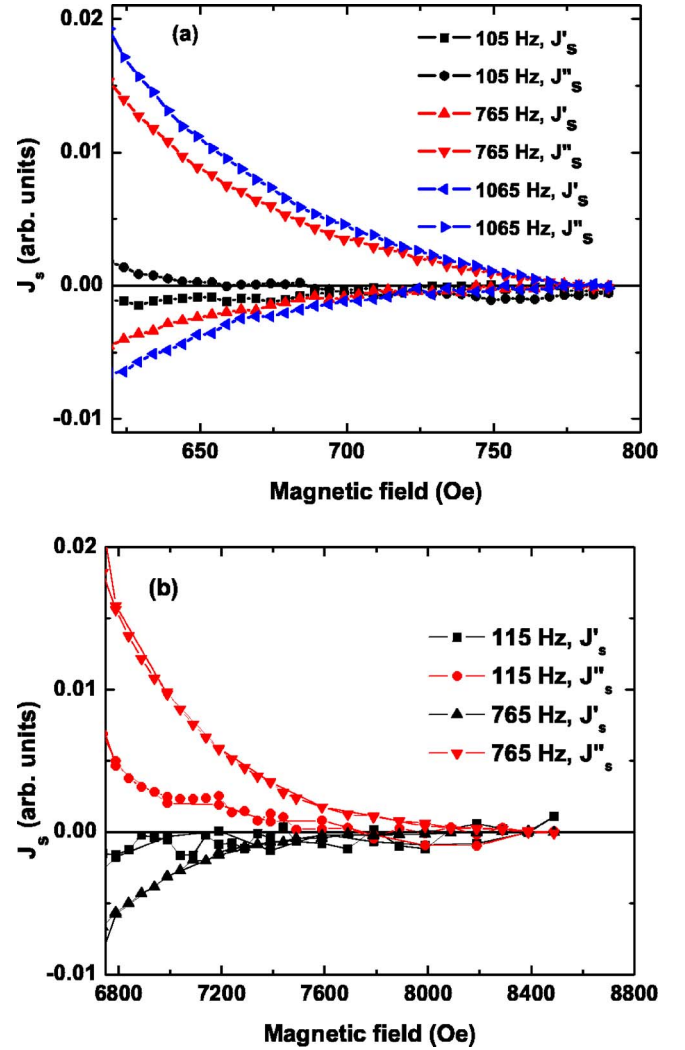 (a)
105 Hz, J's
105 Hz, J"s
765 Hz, J's
765 Hz, J"s
1065 Hz, J's
1065 Hz, J"s
0.02
0.01
0.00
-0.01
Js (arb. units)
650 700 750 800
Magnetic field (Oe)
(b)
115 Hz, J's
115 Hz, J"s
765 Hz, J's
765 Hz, J"s
0.02
0.01
0.00
-0.01
Js (arb. units)
6800 7200 7600 8000 8400 8800
Magnetic field (Oe)